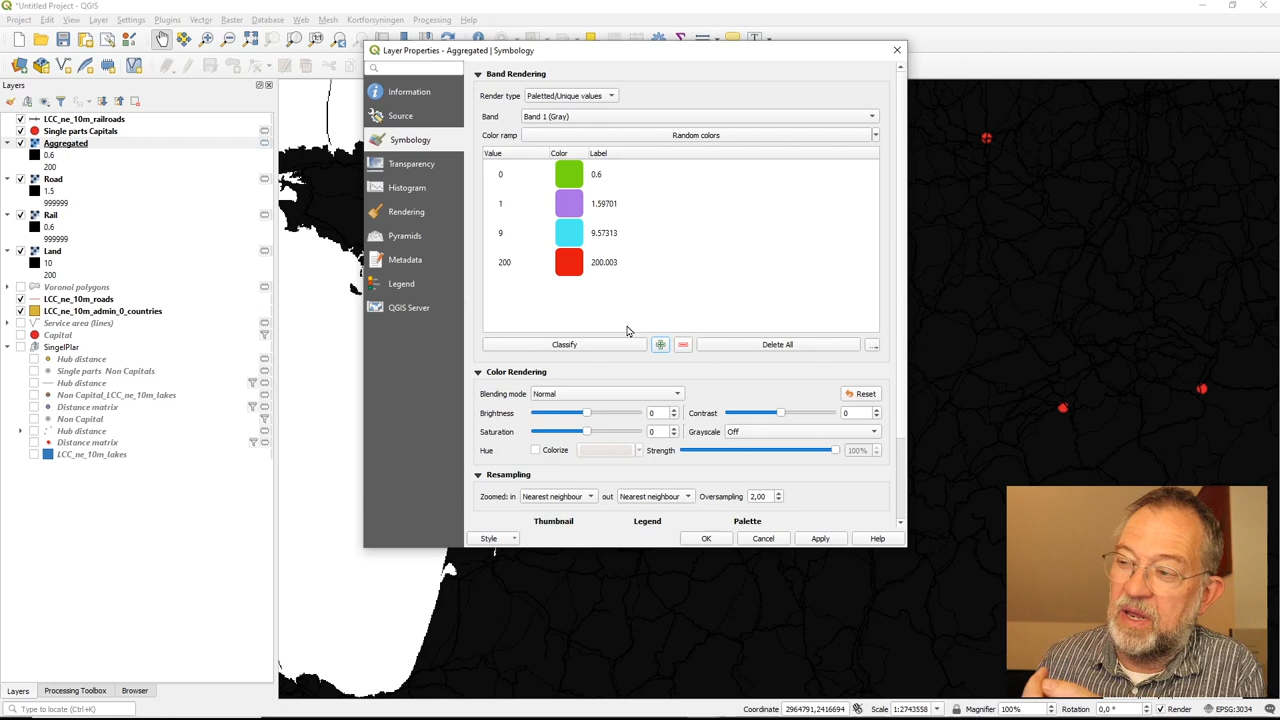 *Untitled Project - QGIS
Project Edit View Layer Settings Plugins Vector Raster Database Web Mesh Kortforsyningen Processing Help
Layer Properties - Aggregated | Symbology
Layers
LCC_ne_10m_railroads
Single parts Capitals
Aggregated
0.6
200
Road
1.5
999999
Rail
0.6
999999
Land
10
200
Voronoi polygons
LCC_ne_10m_roads
LCC_ne_10m_admin_0_countries
Service area (lines)
Capital
SingelPlar
Hub distance
Single parts Non Capitals
Hub distance
Non Capital_LCC_ne_10m_lakes
Distance matrix
Non Capital
Hub distance
Distance matrix
LCC_ne_10m_lakes
Layers Processing Toolbox Browser
Information
Source
Symbology
Transparency
Histogram
Rendering
Pyramids
Metadata
Legend
QGIS Server
Band Rendering
Render type Paletted/Unique values
Band Band 1 (Gray)
Color ramp Random colors
Value Color Label
0 0.6
1 1.59701
9 9.57313
200 200.003
Classify Delete All ...
Color Rendering
Blending mode Normal Reset
Brightness 0 Contrast 0
Saturation 0 Grayscale Off
Hue Colorize Strength 100%
Resampling
Zoomed: in Nearest neighbour out Nearest neighbour Oversampling 2,00
Thumbnail Legend Palette
Style OK Cancel Apply Help
Type to locate (Ctrl+K) Coordinate 2964791,2416694 Scale 1:2743558 Magnifier 100% Rotation 0,0 ° Render EPSG:3034